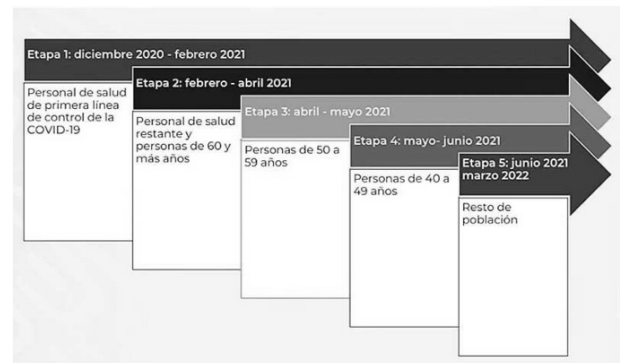 Etapa 1: diciembre 2020 - febrero 2021
Personal de salud
de primera línea
de control de la
COVID-19
Etapa 2: febrero - abril 2021
Personal de salud
restante y
personas de 60 y
más años
Etapa 3: abril - mayo 2021
Personas de 50 a
59 años
Etapa 4: mayo- junio 2021
Personas de 40 a
49 años
Etapa 5: junio 2021
marzo 2022
Resto de
población